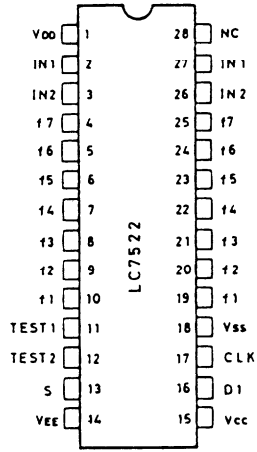 VDD 1 28 NC
IN1 2 27 IN1
IN2 3 26 IN2
f7 4 25 f7
f6 5 24 f6
f5 6 23 f5
f4 7 22 f4
f3 8 21 f3
f2 9 20 f2
f1 10 19 f1
TEST1 11 18 Vss
TEST2 12 17 CLK
S 13 16 D1
VEE 14 15 Vcc
LC7522